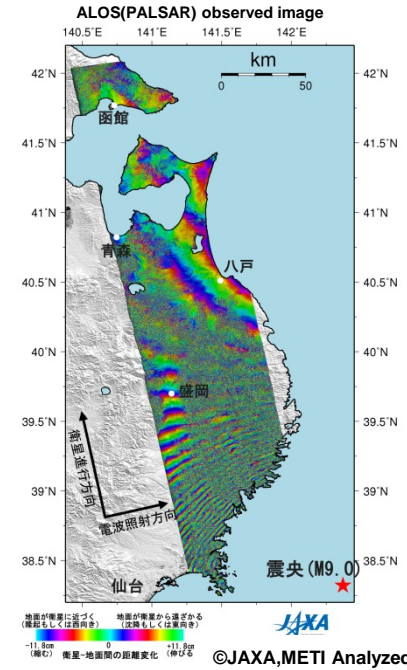 ALOS(PALSAR) observed image
140.5˚E 141˚E 141.5˚E 142˚E
km
0 50
42˚N 42˚N
函館
41.5˚N 41.5˚N
41˚N 41˚N
青森
八戸
40.5˚N 40.5˚N
40˚N 40˚N
盛岡
39.5˚N 39.5˚N
衛星進行方向
39˚N 39˚N
電波照射方向
38.5˚N 38.5˚N
震央(M9.0)
仙台
地面が衛星に近づく 地面が衛星から遠ざかる
(隆起もしくは西向き) (沈降もしくは東向き)
-11.8cm 0 +11.8cm
(縮む) 衛星-地面間の距離変化 (伸びる)
JAXA
©JAXA,METI Analyzed